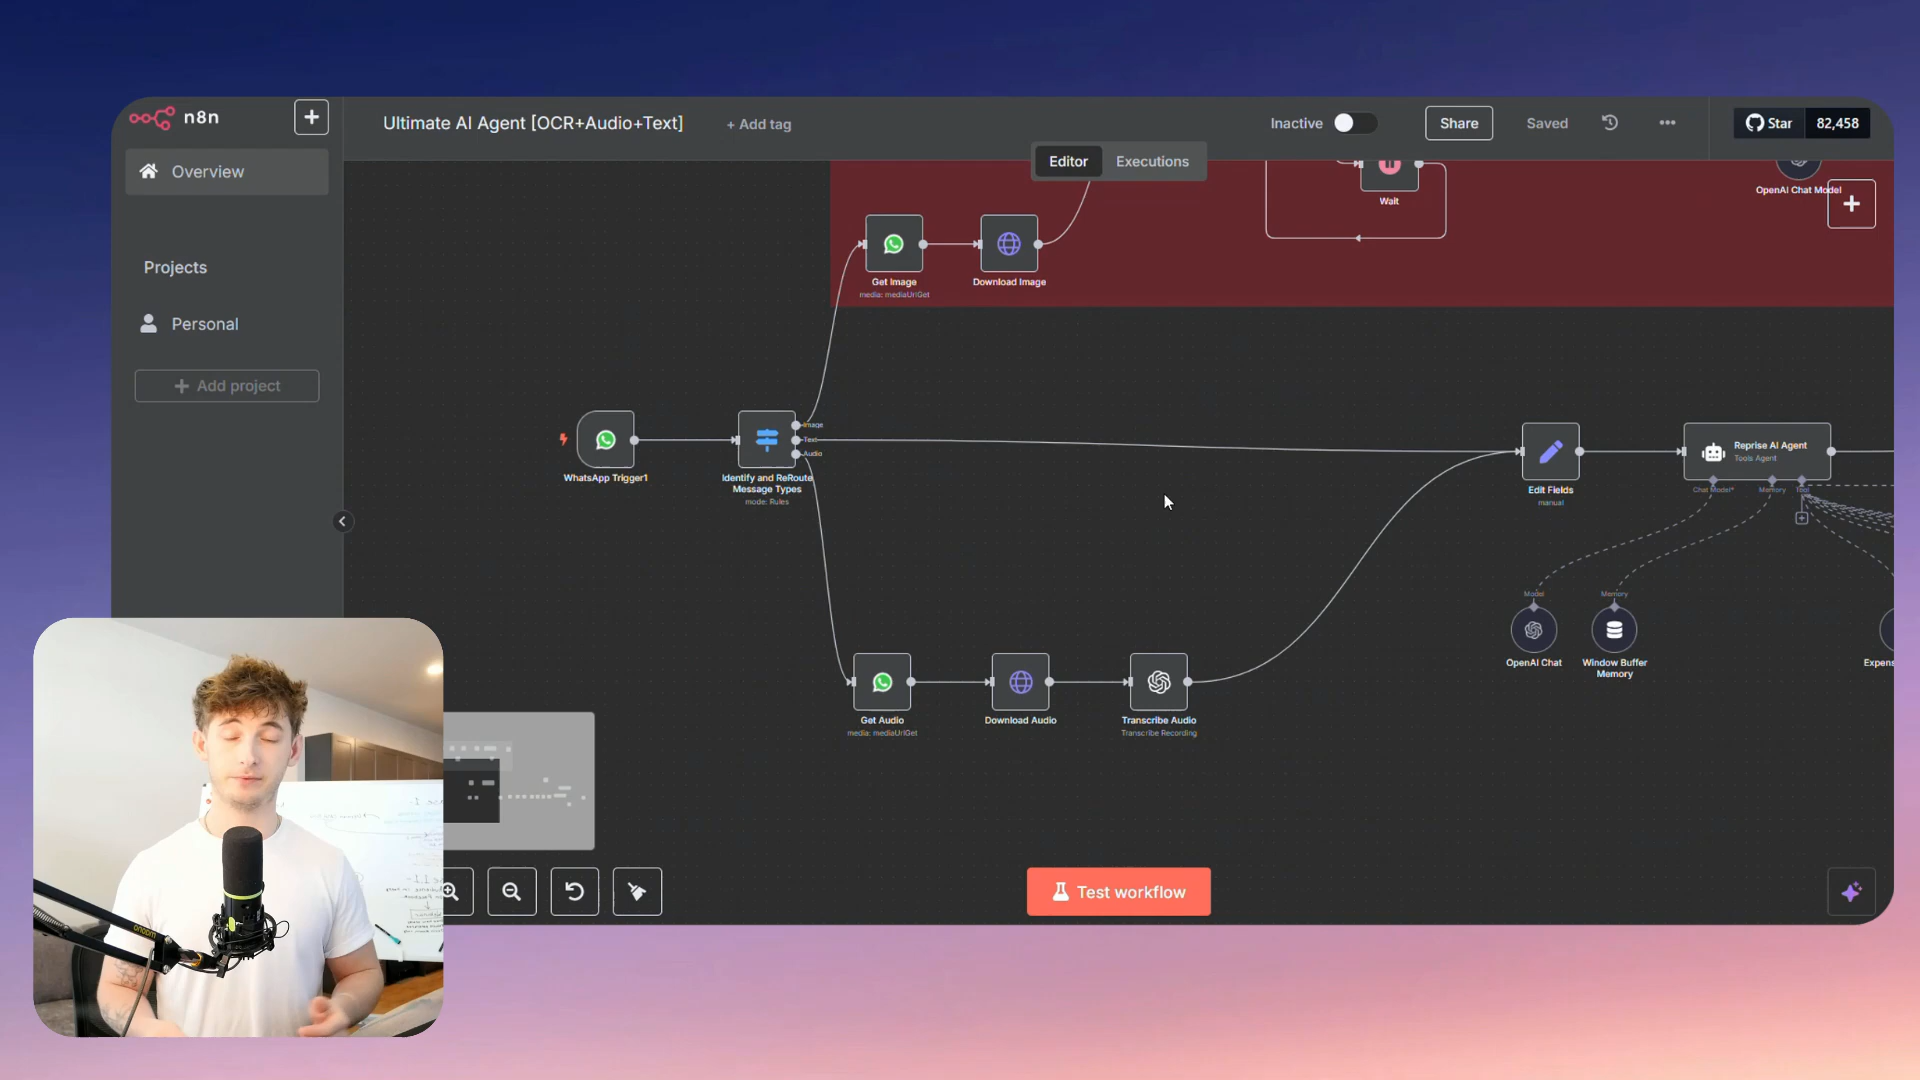 n8n
Ultimate AI Agent [OCR+Audio+Text]
+ Add tag
Inactive
Share
Saved
Star
82,458
Editor
Executions
Overview
Projects
Personal
Add project
Wait
OpenAI Chat Model
Get Image
media: mediaUrlGet
Download Image
WhatsApp Trigger1
Image
Text
Audio
Identify and ReRoute
Message Types
mode: Rules
Edit Fields
manual
Reprise AI Agent
Tools Agent
Chat Model*
Memory
Tool
Model
Memory
OpenAI Chat
Window Buffer
Memory
Expens
Get Audio
media: mediaUrlGet
Download Audio
Transcribe Audio
Transcribe Recording
Test workflow